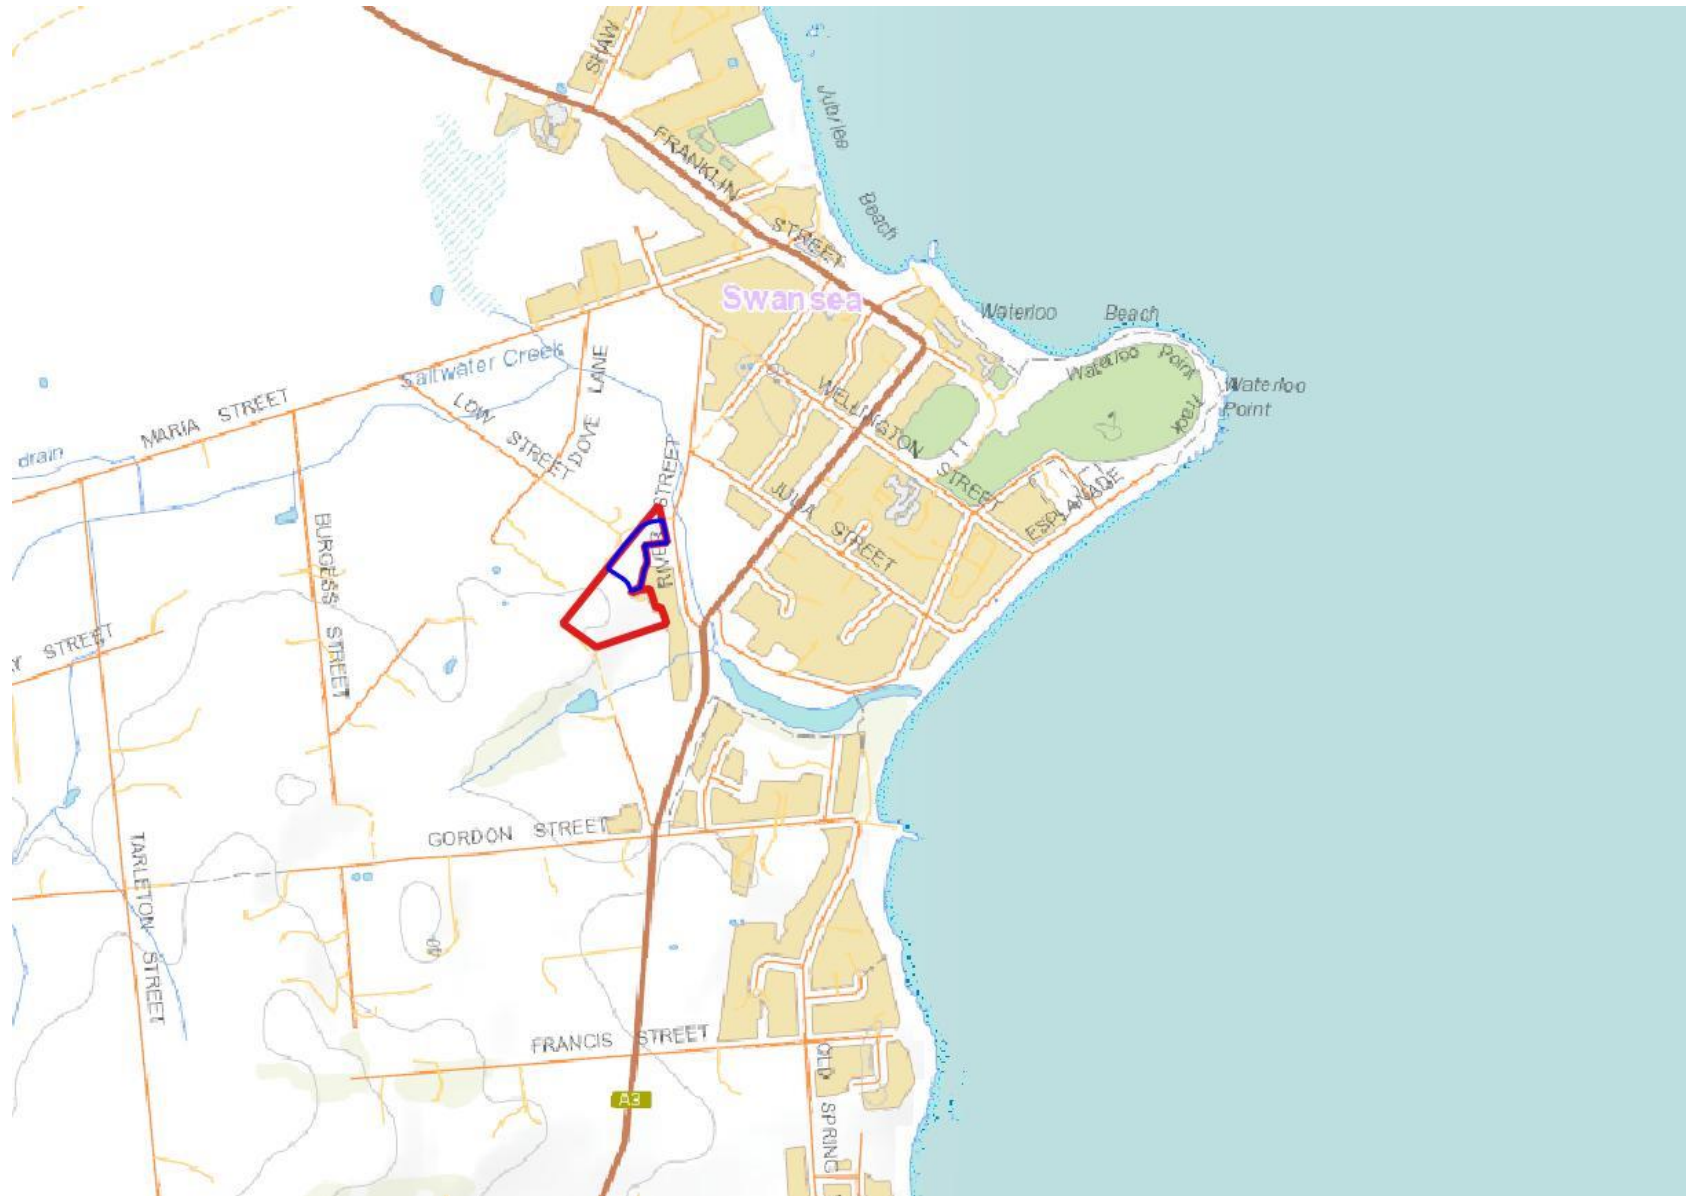 SHAW
Jubilee
FRANKLIN
Beach
STREET
Swansea
Waterloo Beach
Waterloo Point
Track
Waterloo
Point
Saltwater Creek
LANE
DOVE
WELLINGTON
STREET
MARIA STREET
LOW
STREET
drain
RIVER STREET
JULIA
STREET
ESPLANADE
BURGESS
STREET
STREET
GORDON STREET
TARLETON
STREET
40
FRANCIS STREET
OLD
SPRING
A3